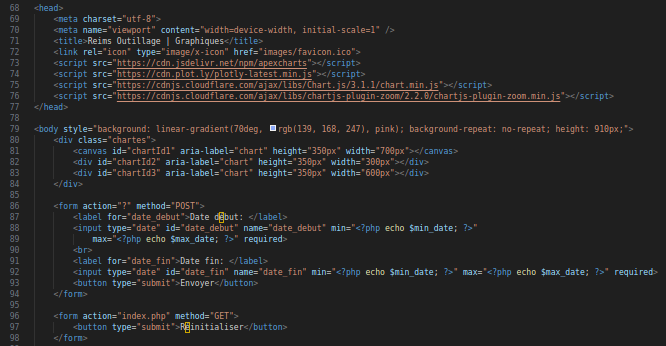 68 <head>
69 <meta charset="utf-8">
70 <meta name="viewport" content="width=device-width, initial-scale=1" />
71 <title>Reims Outillage | Graphiques</title>
72 <link rel="icon" type="image/x-icon" href="images/favicon.ico">
73 <script src="https://cdn.jsdelivr.net/npm/apexcharts"></script>
74 <script src="https://cdn.plot.ly/plotly-latest.min.js"></script>
75 <script src="https://cdnjs.cloudflare.com/ajax/libs/Chart.js/3.1.1/chart.min.js"></script>
76 <script src="https://cdnjs.cloudflare.com/ajax/libs/chartjs-plugin-zoom/2.2.0/chartjs-plugin-zoom.min.js"></script>
77 </head>
78
79 <body style="background: linear-gradient(70deg, rgb(139, 168, 247), pink); background-repeat: no-repeat; height: 910px;">
80 <div class="chartes">
81 <canvas id="chartId1" aria-label="chart" height="350px" width="700px"></canvas>
82 <div id="chartId2" aria-label="chart" height="350px" width="300px"></div>
83 <div id="chartId3" aria-label="chart" height="350px" width="600px"></div>
84 </div>
85
86 <form action="?" method="POST">
87 <label for="date_debut">Date début: </label>
88 <input type="date" id="date_debut" name="date_debut" min="<?php echo $min_date; ?>"
89 max="<?php echo $max_date; ?>" required>
90 <br>
91 <label for="date_fin">Date fin: </label>
92 <input type="date" id="date_fin" name="date_fin" min="<?php echo $min_date; ?>" max="<?php echo $max_date; ?>" required>
93 <button type="submit">Envoyer</button>
94 </form>
95
96 <form action="index.php" method="GET">
97 <button type="submit">Réinitialiser</button>
98 </form>